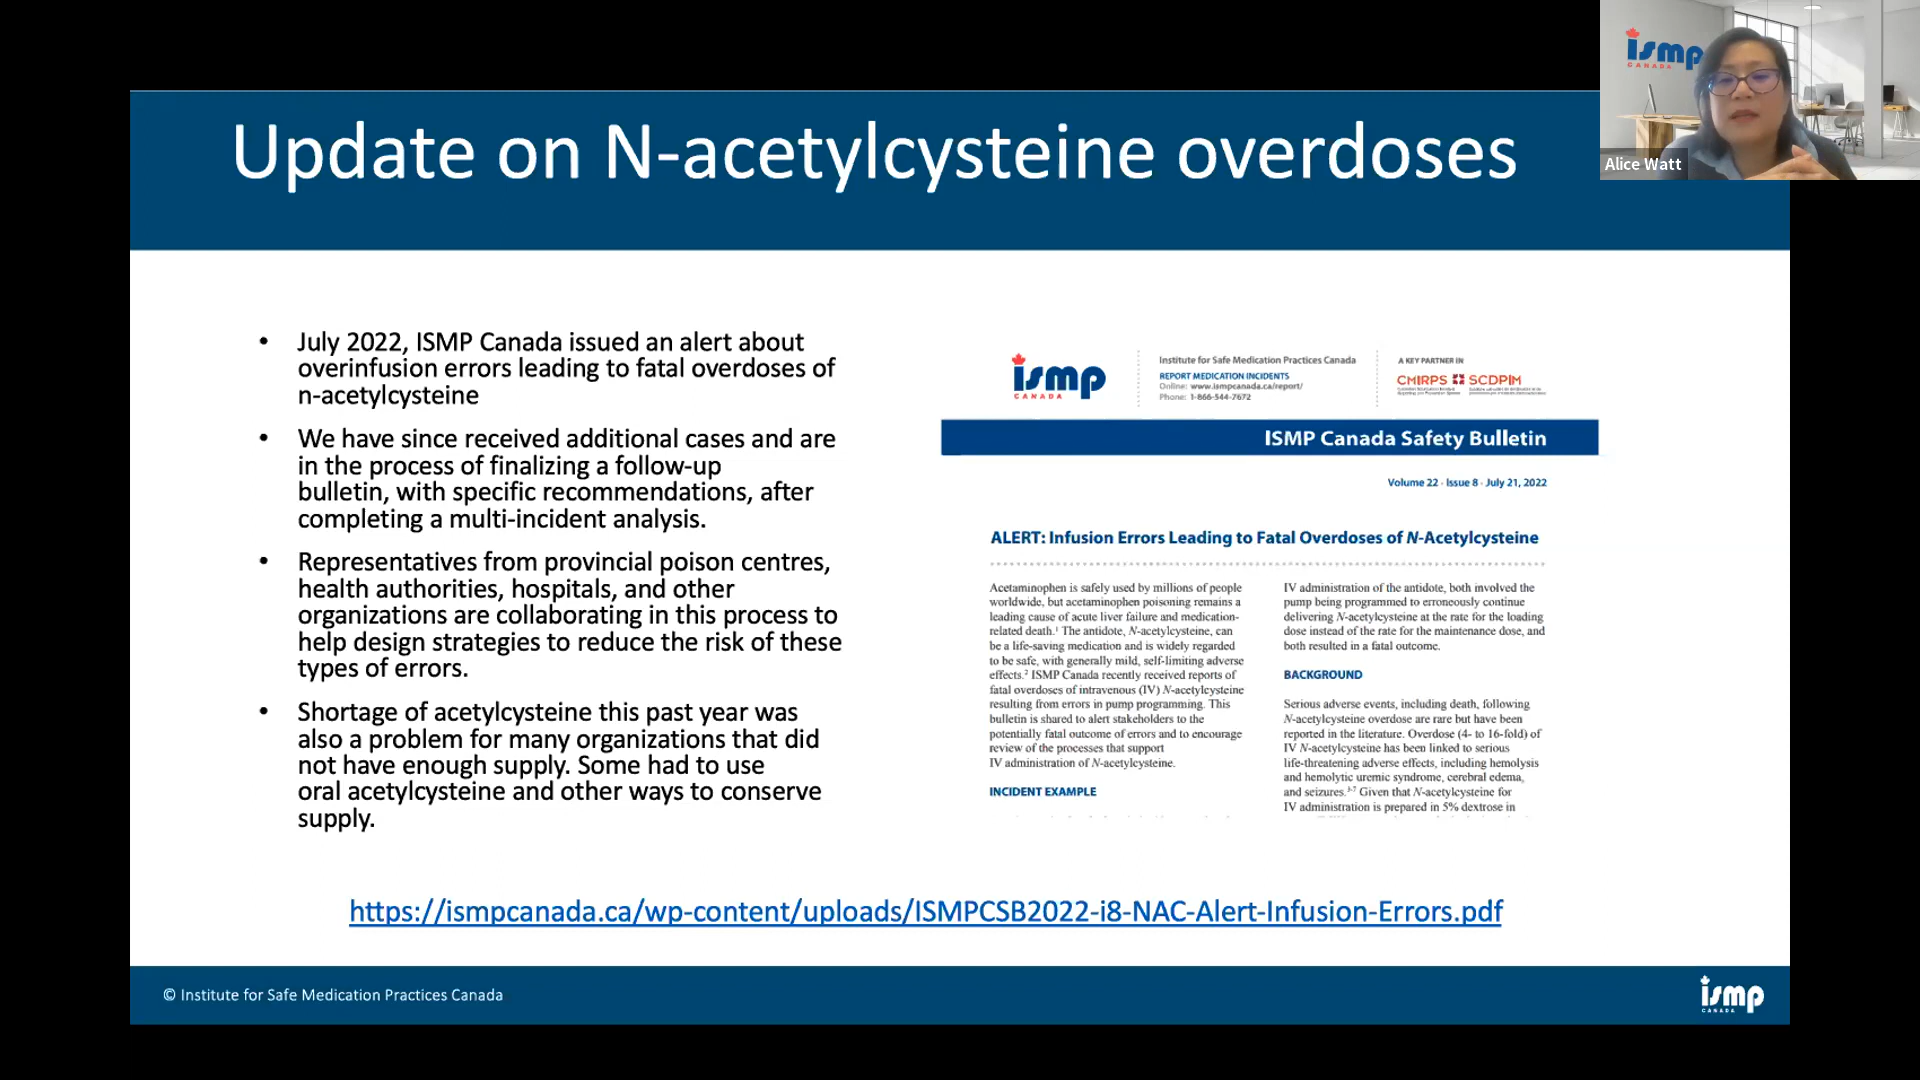 Update on N-acetylcysteine overdoses
ismp
CANADA
Alice Watt
• July 2022, ISMP Canada issued an alert about
overinfusion errors leading to fatal overdoses of
n-acetylcysteine
• We have since received additional cases and are
in the process of finalizing a follow-up
bulletin, with specific recommendations, after
completing a multi-incident analysis.
• Representatives from provincial poison centres,
health authorities, hospitals, and other
organizations are collaborating in this process to
help design strategies to reduce the risk of these
types of errors.
• Shortage of acetylcysteine this past year was
also a problem for many organizations that did
not have enough supply. Some had to use
oral acetylcysteine and other ways to conserve
supply.
ismp
CANADA
Institute for Safe Medication Practices Canada
REPORT MEDICATION INCIDENTS
Online: www.ismpcanada.ca/report/
Phone: 1-866-544-7672
A KEY PARTNER IN
CMIRPS SCDPIM
ISMP Canada Safety Bulletin
Volume 22 · Issue 8 · July 21, 2022
ALERT: Infusion Errors Leading to Fatal Overdoses of N-Acetylcysteine
Acetaminophen is safely used by millions of people
worldwide, but acetaminophen poisoning remains a
leading cause of acute liver failure and medication-
related death.1 The antidote, N-acetylcysteine, can
be a life-saving medication and is widely regarded
to be safe, with generally mild, self-limiting adverse
effects.2 ISMP Canada recently received reports of
fatal overdoses of intravenous (IV) N-acetylcysteine
resulting from errors in pump programming. This
bulletin is shared to alert stakeholders to the
potentially fatal outcome of errors and to encourage
review of the processes that support
IV administration of N-acetylcysteine.
INCIDENT EXAMPLE
IV administration of the antidote, both involved the
pump being programmed to erroneously continue
delivering N-acetylcysteine at the rate for the loading
dose instead of the rate for the maintenance dose, and
both resulted in a fatal outcome.
BACKGROUND
Serious adverse events, including death, following
N-acetylcysteine overdose are rare but have been
reported in the literature. Overdose (4- to 16-fold) of
IV N-acetylcysteine has been linked to serious
life-threatening adverse effects, including hemolysis
and hemolytic uremic syndrome, cerebral edema,
and seizures.3-7 Given that N-acetylcysteine for
IV administration is prepared in 5% dextrose in
https://ismpcanada.ca/wp-content/uploads/ISMPCSB2022-i8-NAC-Alert-Infusion-Errors.pdf
© Institute for Safe Medication Practices Canada
ismp
CANADA